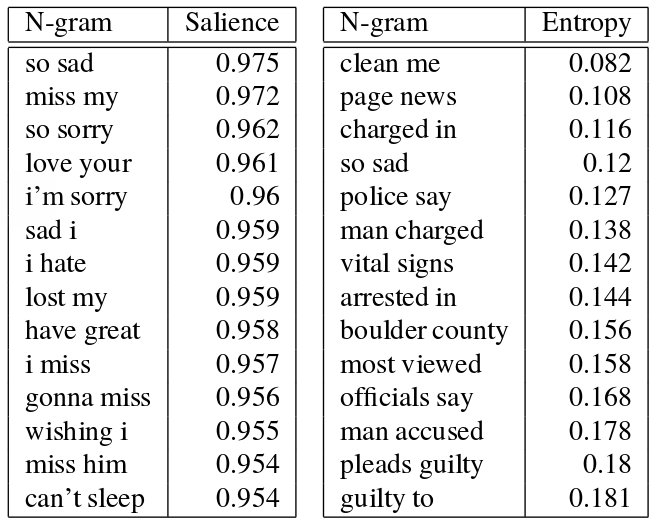 N-gram Salience
so sad 0.975
miss my 0.972
so sorry 0.962
love your 0.961
i'm sorry 0.96
sad i 0.959
i hate 0.959
lost my 0.959
have great 0.958
i miss 0.957
gonna miss 0.956
wishing i 0.955
miss him 0.954
can't sleep 0.954
N-gram Entropy
clean me 0.082
page news 0.108
charged in 0.116
so sad 0.12
police say 0.127
man charged 0.138
vital signs 0.142
arrested in 0.144
boulder county 0.156
most viewed 0.158
officials say 0.168
man accused 0.178
pleads guilty 0.18
guilty to 0.181